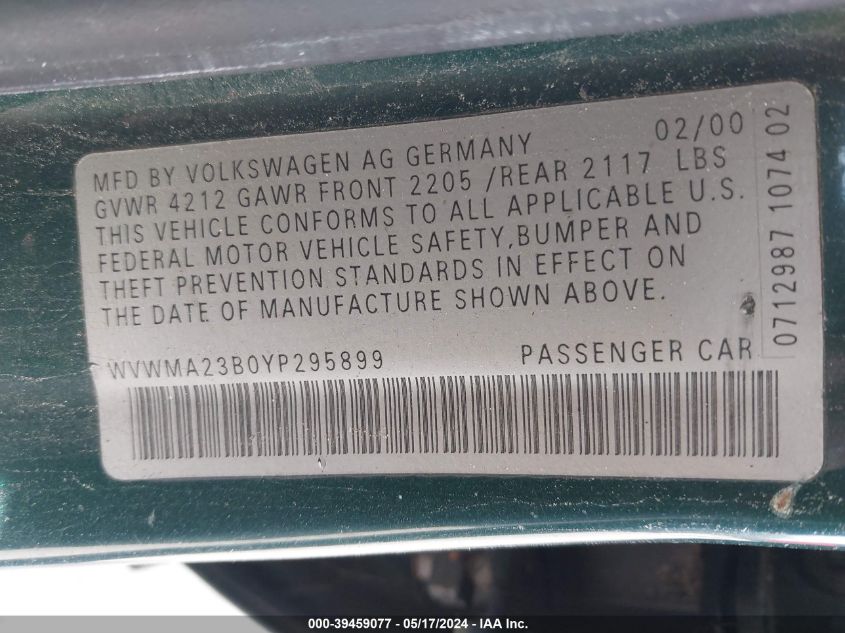 MFD BY VOLKSWAGEN AG GERMANY 02/00
GVWR 4212 GAWR FRONT 2205 /REAR 2117 LBS
THIS VEHICLE CONFORMS TO ALL APPLICABLE U.S.
FEDERAL MOTOR VEHICLE SAFETY,BUMPER AND
THEFT PREVENTION STANDARDS IN EFFECT ON
THE DATE OF MANUFACTURE SHOWN ABOVE.
WVWMA23B0YP295899 PASSENGER CAR
0712987 1074 02
000-39459077 - 05/17/2024 - IAA Inc.